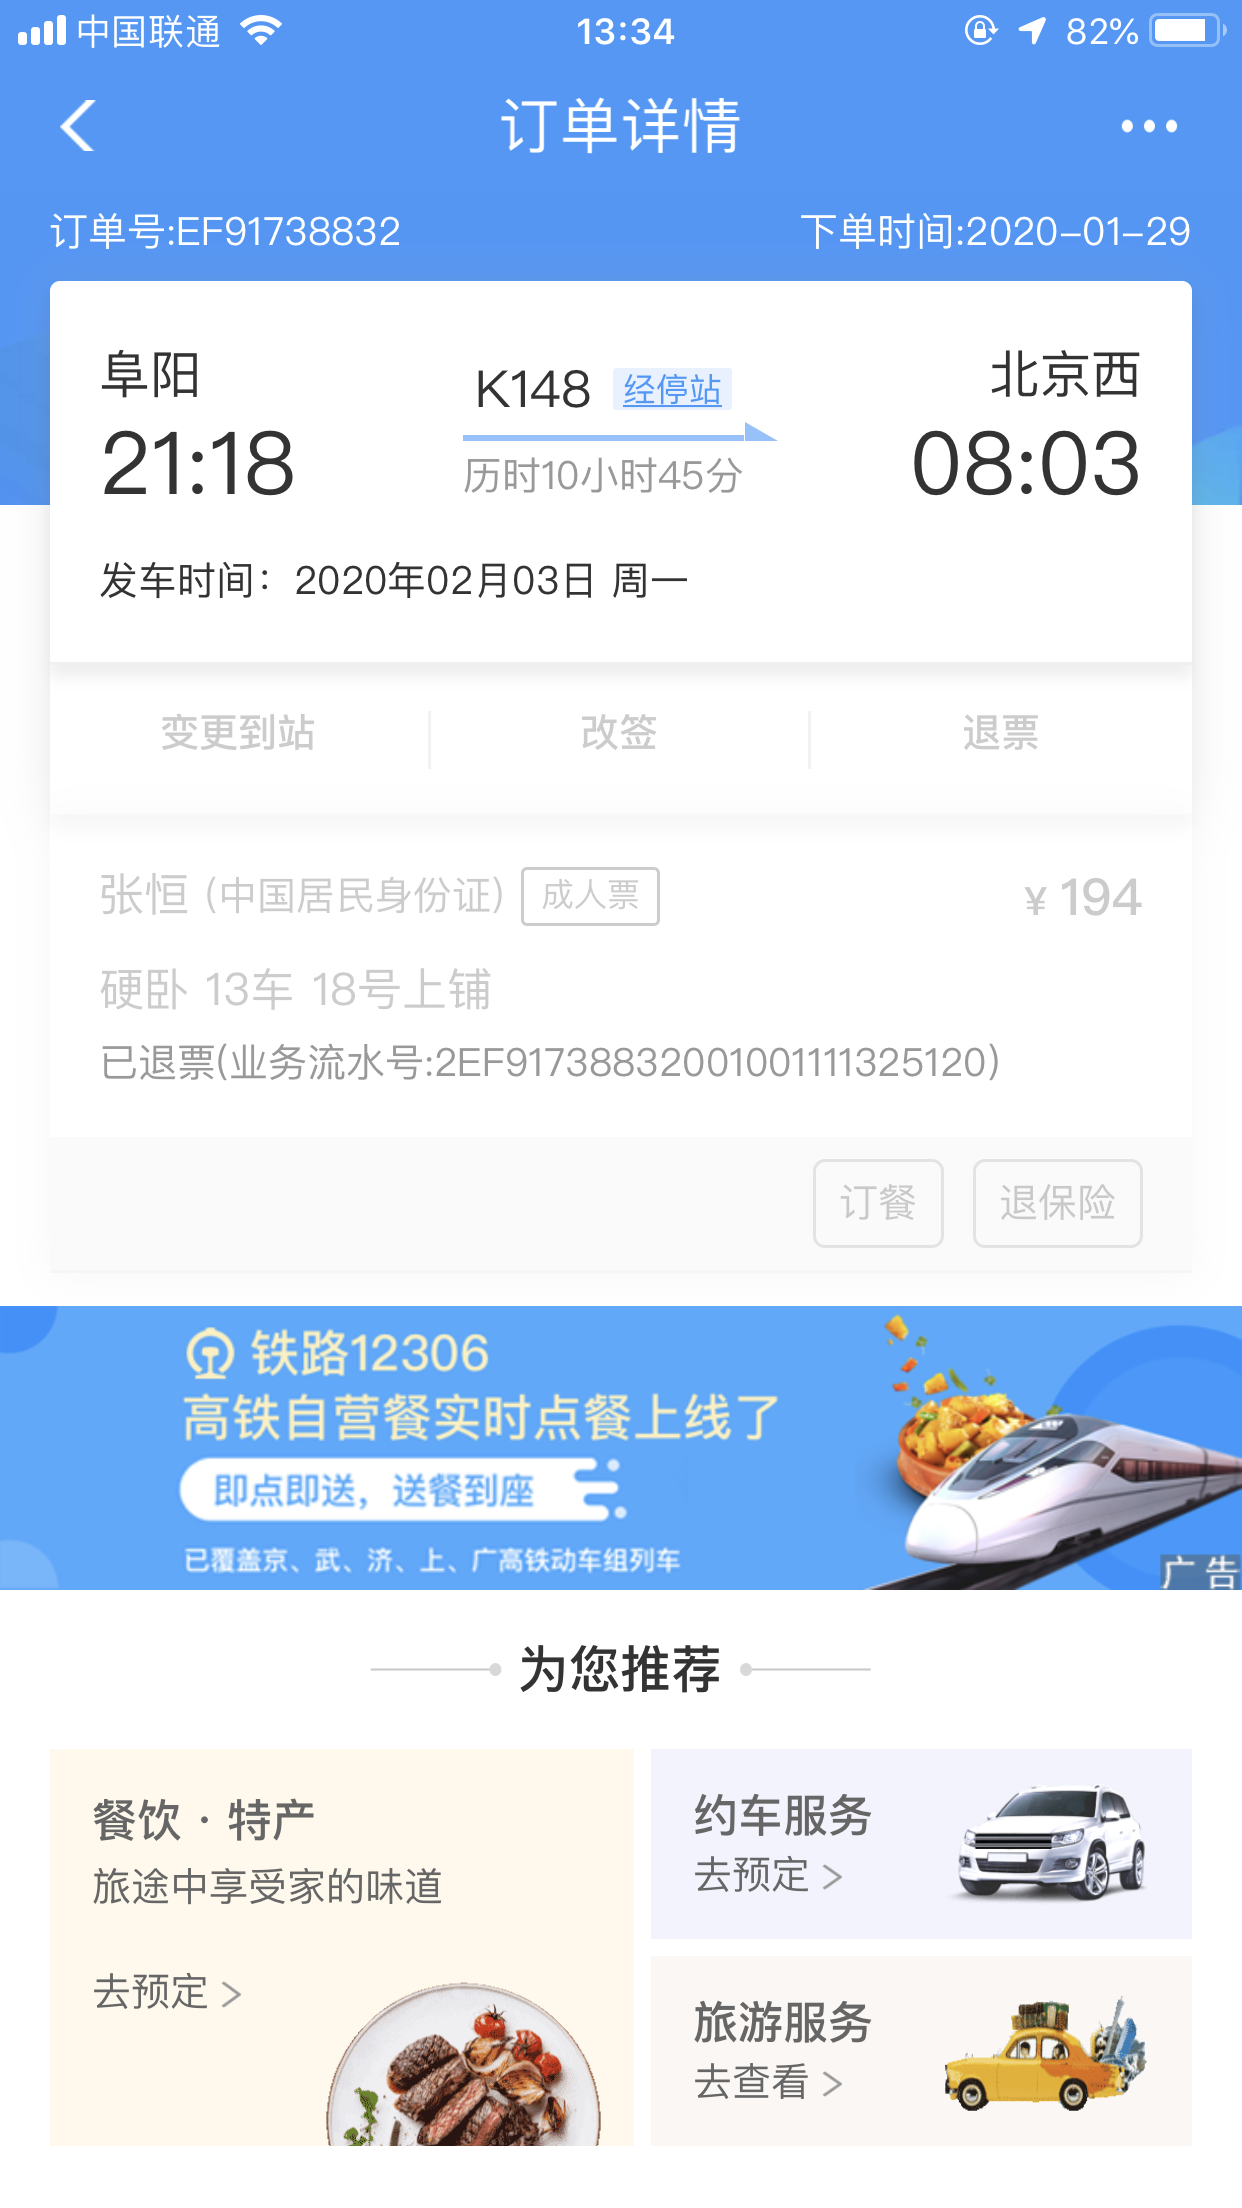 中国联通
13:34
82%
订单详情
订单号:EF91738832
下单时间:2020-01-29
阜阳
K148 经停站
北京西
21:18
历时10小时45分
08:03
发车时间：2020年02月03日 周一
变更到站
改签
退票
张恒 (中国居民身份证) 成人票
¥ 194
硬卧 13车 18号上铺
已退票(业务流水号:2EF917388320010011111325120)
订餐
退保险
铁路12306
高铁自营餐实时点餐上线了
即点即送，送餐到座
已覆盖京、武、济、上、广高铁动车组列车
广告
为您推荐
餐饮 · 特产
旅途中享受家的味道
去预定 >
约车服务
去预定 >
旅游服务
去查看 >